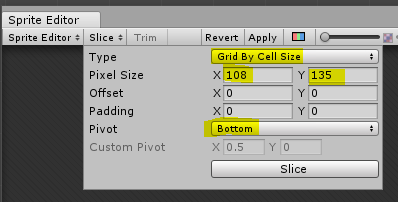 Sprite Editor
Sprite Editor Slice Trim Revert Apply
Type Grid By Cell Size
Pixel Size X 108 Y 135
Offset X 0 Y 0
Padding X 0 Y 0
Pivot Bottom
Custom Pivot X 0.5 Y 0
Slice